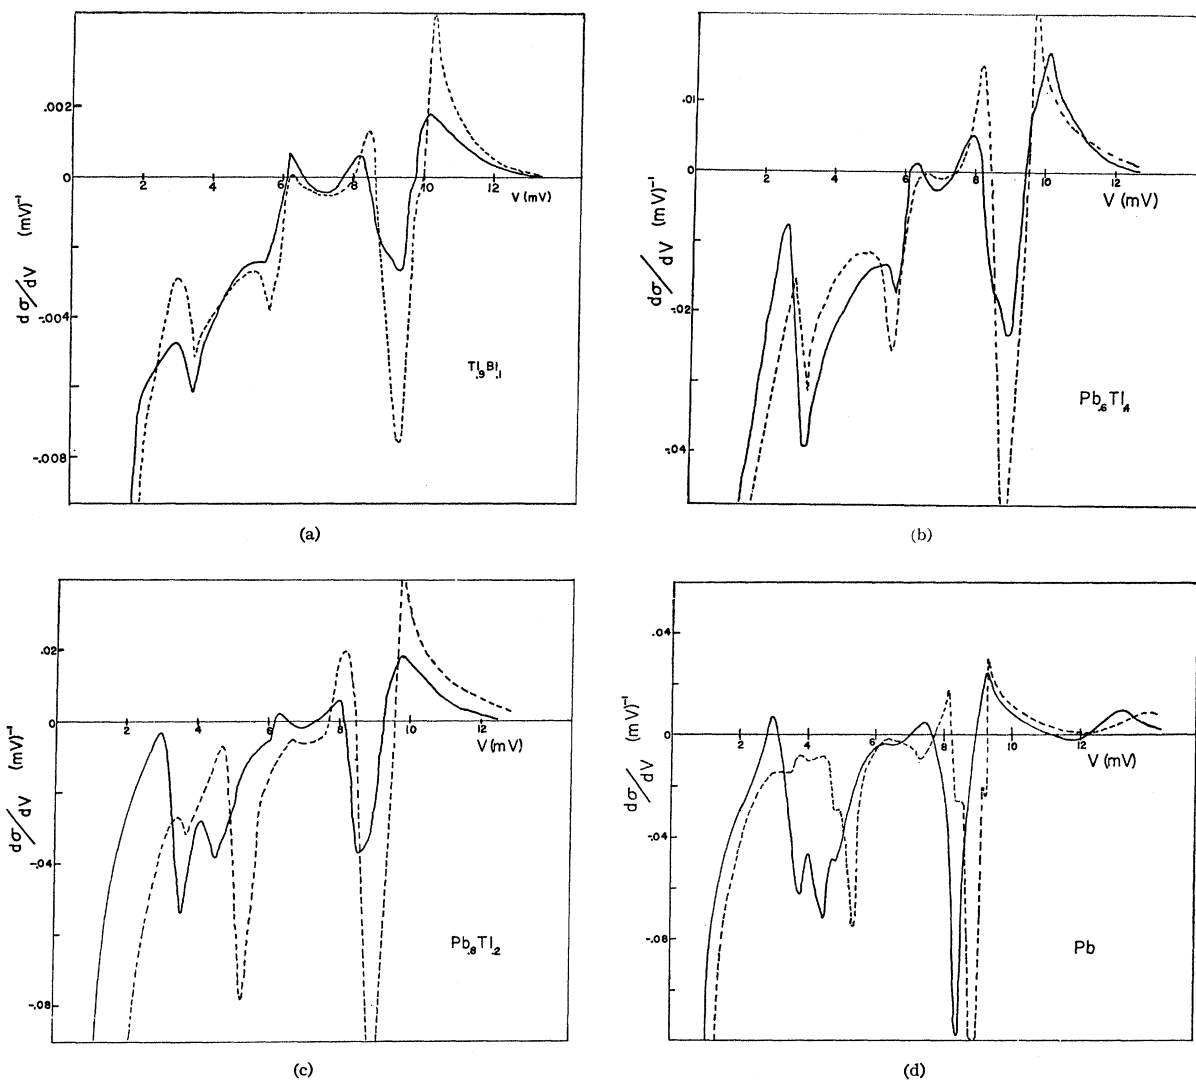 .002
0
-.004
-.008
dσ/dV (mV)⁻¹
2 4 6 8 10 12
V (mV)
Tl.9Bi.1
(a)
.01
0
-.02
-.04
dσ/dV (mV)⁻¹
2 4 6 8 10 12
V (mV)
Pb.6Tl.4
(b)
.02
0
-.04
-.08
dσ/dV (mV)⁻¹
2 4 6 8 10
V (mV)
Pb.8Tl.2
(c)
.04
0
-.04
-.08
dσ/dV (mV)⁻¹
2 4 6 8 10 12
V (mV)
Pb
(d)